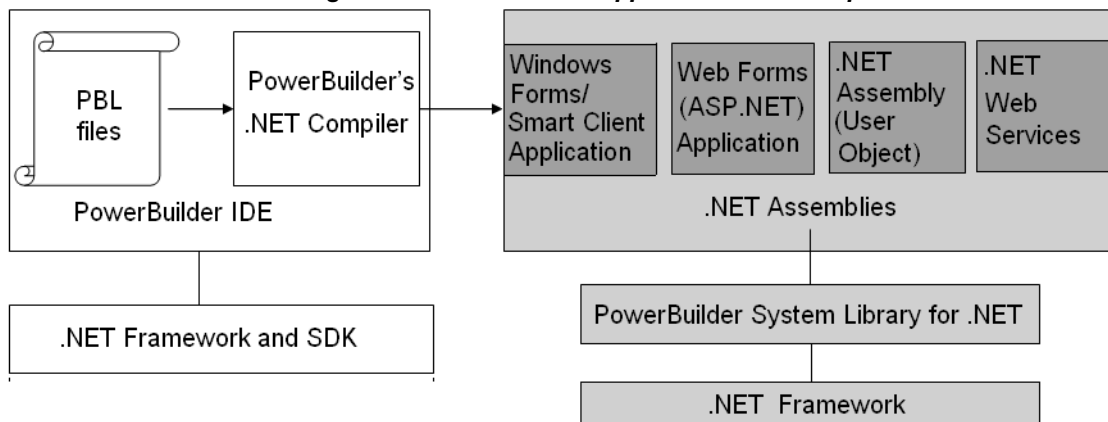 PBL
files
PowerBuilder's
.NET Compiler
PowerBuilder IDE
.NET Framework and SDK
Windows
Forms/
Smart Client
Application
Web Forms
(ASP.NET)
Application
.NET
Assembly
(User
Object)
.NET
Web
Services
.NET Assemblies
PowerBuilder System Library for .NET
.NET Framework